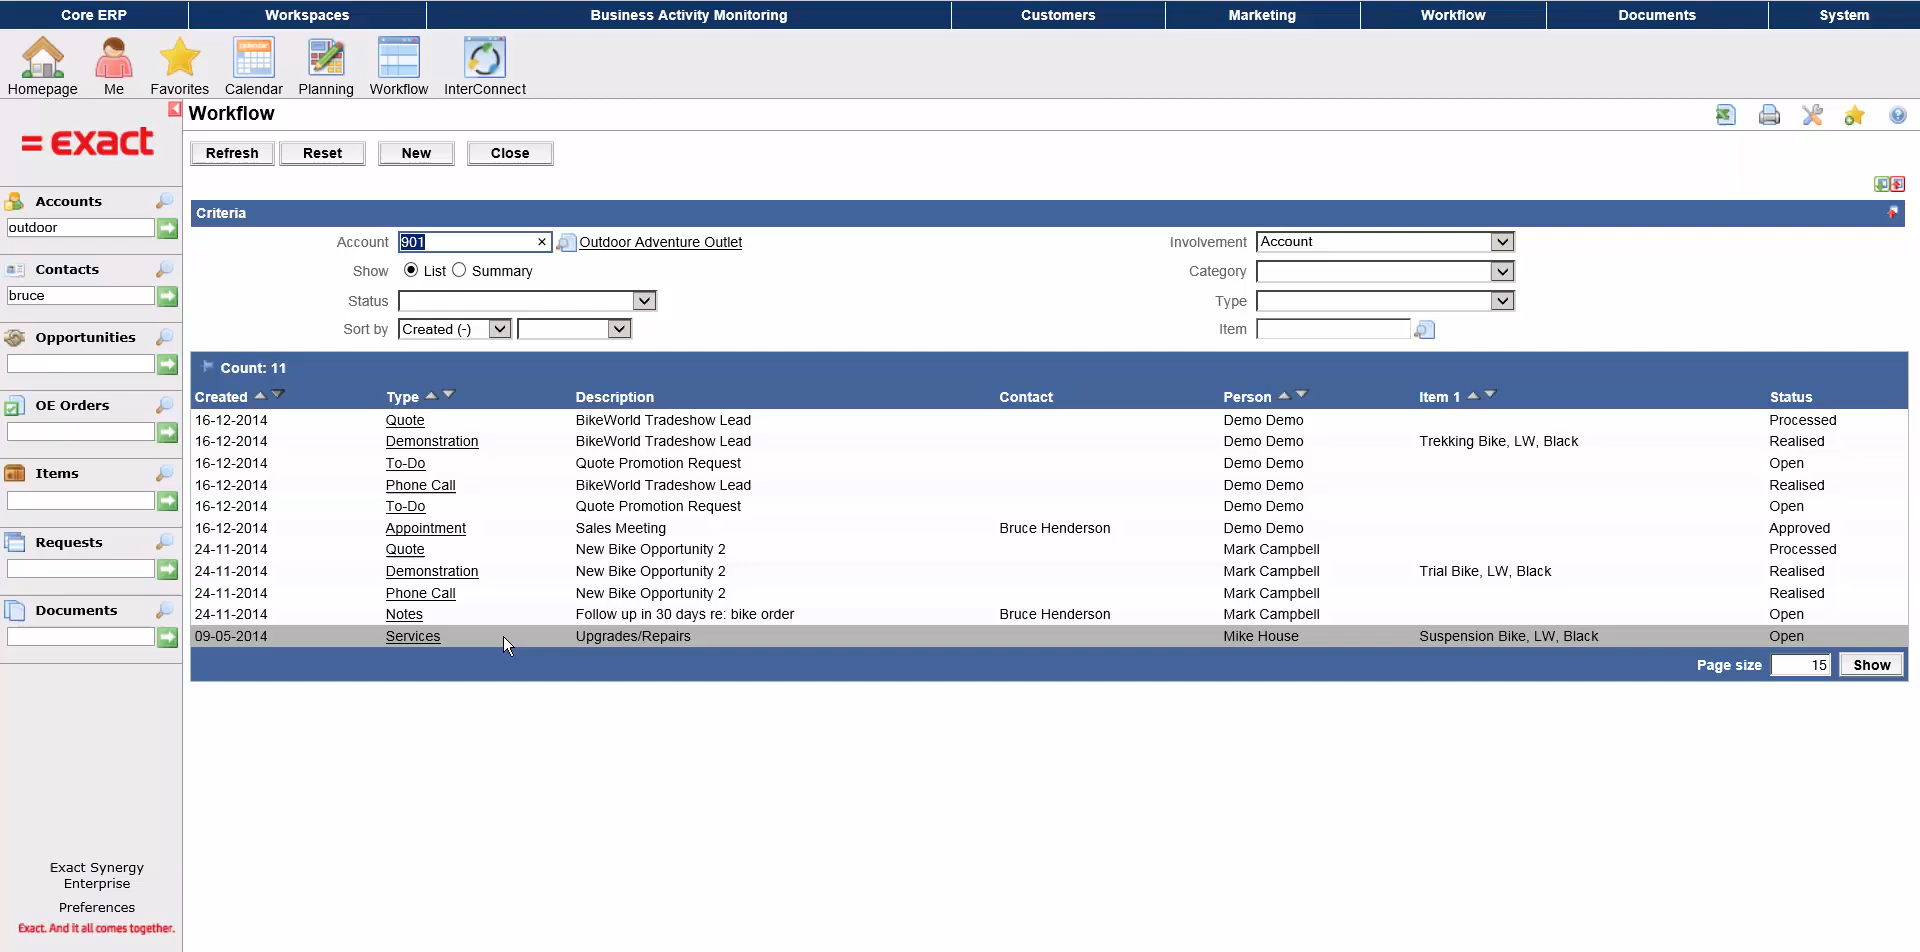 Core ERP Workspaces Business Activity Monitoring Customers Marketing Workflow Documents System
Homepage Me Favorites Calendar Planning Workflow InterConnect
= exact
Workflow
Refresh Reset New Close
Accounts
outdoor
Contacts
bruce
Opportunities
OE Orders
Items
Requests
Documents
Criteria
Account 901 × Outdoor Adventure Outlet Involvement Account
Show List Summary Category
Status Type
Sort by Created (-) Item
Count: 11
Created Type Description Contact Person Item 1 Status
16-12-2014 Quote BikeWorld Tradeshow Lead Demo Demo Processed
16-12-2014 Demonstration BikeWorld Tradeshow Lead Demo Demo Trekking Bike, LW, Black Realised
16-12-2014 To-Do Quote Promotion Request Demo Demo Open
16-12-2014 Phone Call BikeWorld Tradeshow Lead Demo Demo Realised
16-12-2014 To-Do Quote Promotion Request Demo Demo Open
16-12-2014 Appointment Sales Meeting Bruce Henderson Demo Demo Approved
24-11-2014 Quote New Bike Opportunity 2 Mark Campbell Processed
24-11-2014 Demonstration New Bike Opportunity 2 Mark Campbell Trial Bike, LW, Black Realised
24-11-2014 Phone Call New Bike Opportunity 2 Mark Campbell Realised
24-11-2014 Notes Follow up in 30 days re: bike order Bruce Henderson Mark Campbell Open
09-05-2014 Services Upgrades/Repairs Mike House Suspension Bike, LW, Black Open
Page size 15 Show
Exact Synergy
Enterprise
Preferences
Exact. And it all comes together.